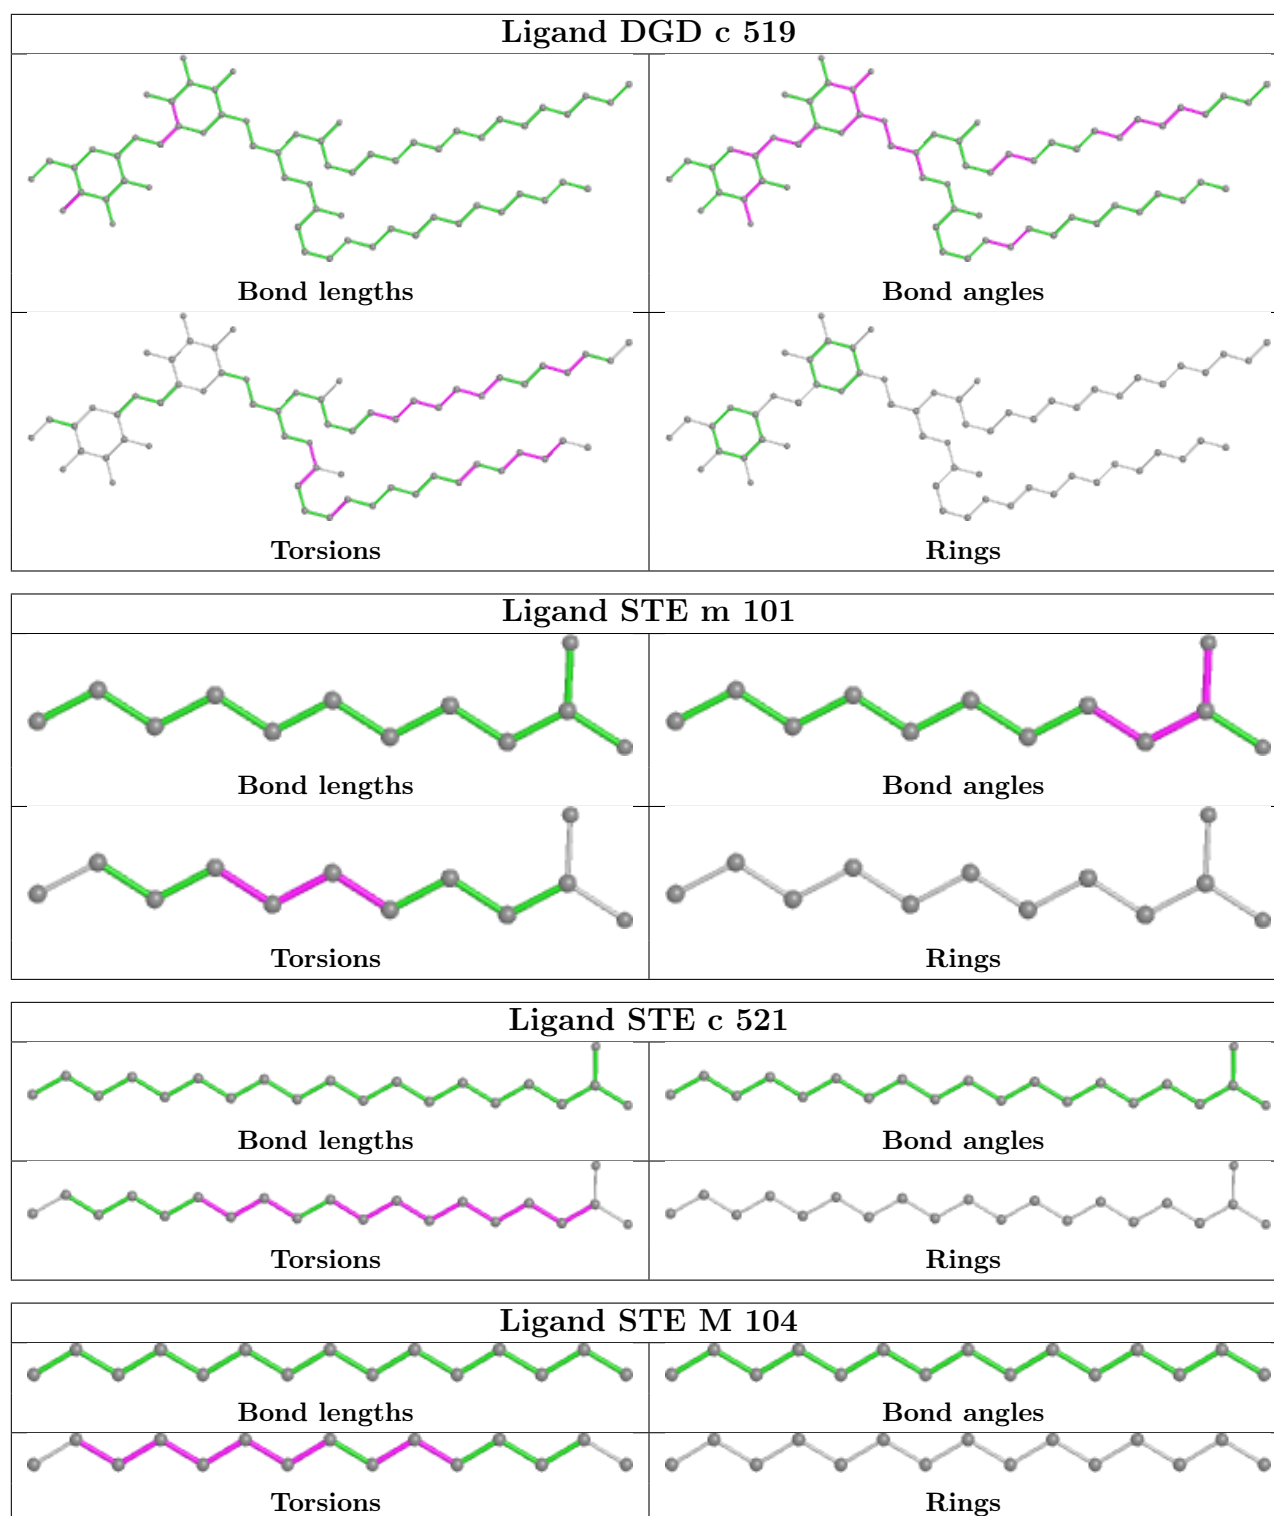 Ligand DGD c 519
Bond lengths
Bond angles
Torsions
Rings
Ligand STE m 101
Bond lengths
Bond angles
Torsions
Rings
Ligand STE c 521
Bond lengths
Bond angles
Torsions
Rings
Ligand STE M 104
Bond lengths
Bond angles
Torsions
Rings